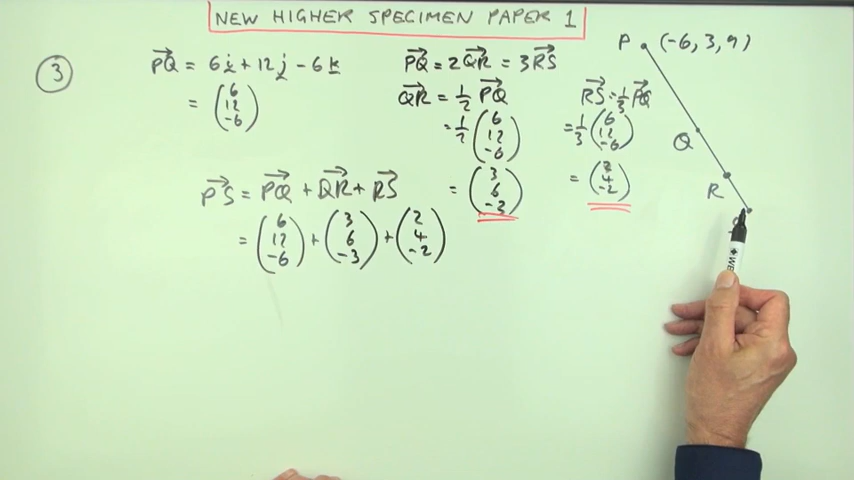 NEW HIGHER SPECIMEN PAPER 1
3
PQ = 6i + 12j - 6k
= (6 12 -6)
PQ = 2QR = 3RS
QR = 1/2 PQ
= 1/2 (6 12 -6)
= (3 6 -3)
RS = 1/3 PQ
= 1/3 (6 12 -6)
= (2 4 -2)
PS = PQ + QR + RS
= (6 12 -6) + (3 6 -3) + (2 4 -2)
P (-6, 3, 9)
Q
R